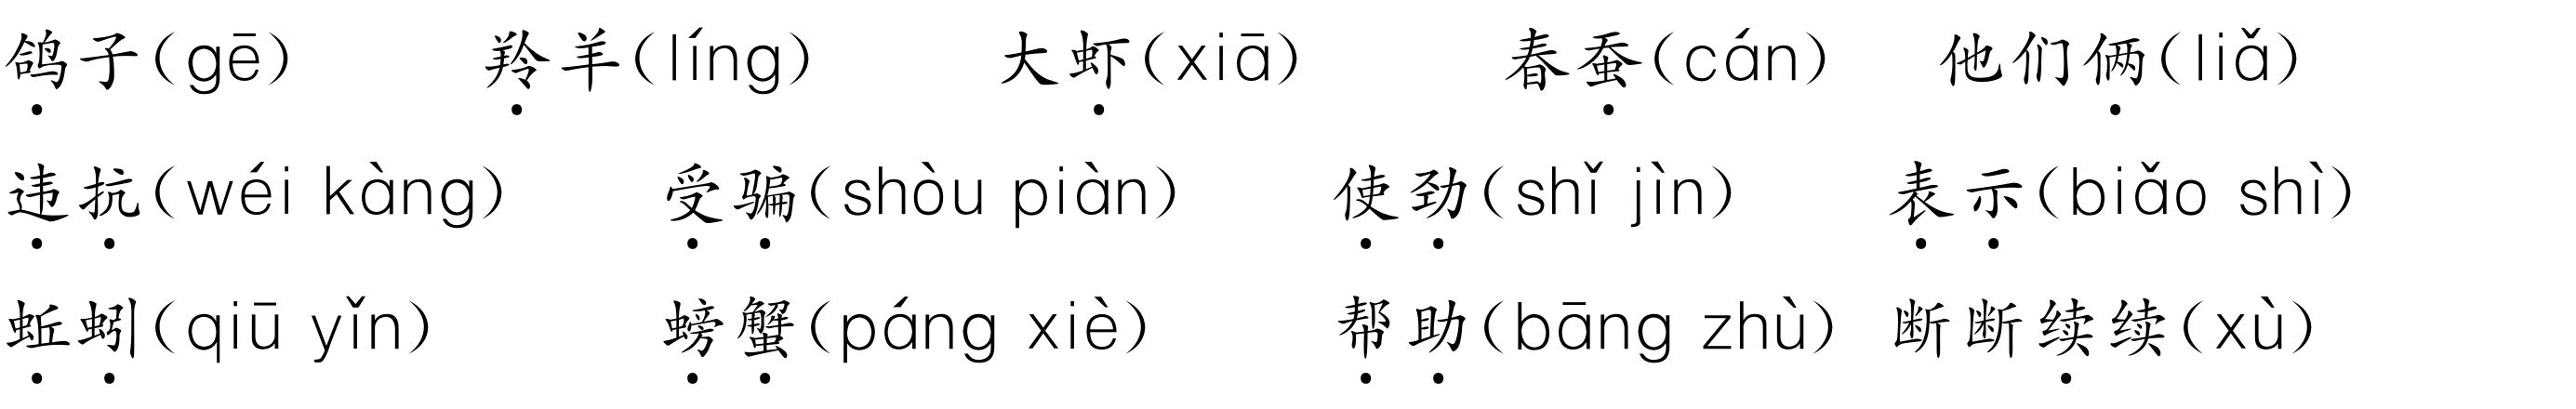 鸽子(gē) 羚羊(líng) 大虾(xiā) 春蚕(cán) 他们俩(liǎ)
违抗(wéi kàng) 受骗(shòu piàn) 使劲(shǐ jìn) 表示(biǎo shì)
蚯蚓(qiū yǐn) 螃蟹(páng xiè) 帮助(bāng zhù) 断断续续(xù)